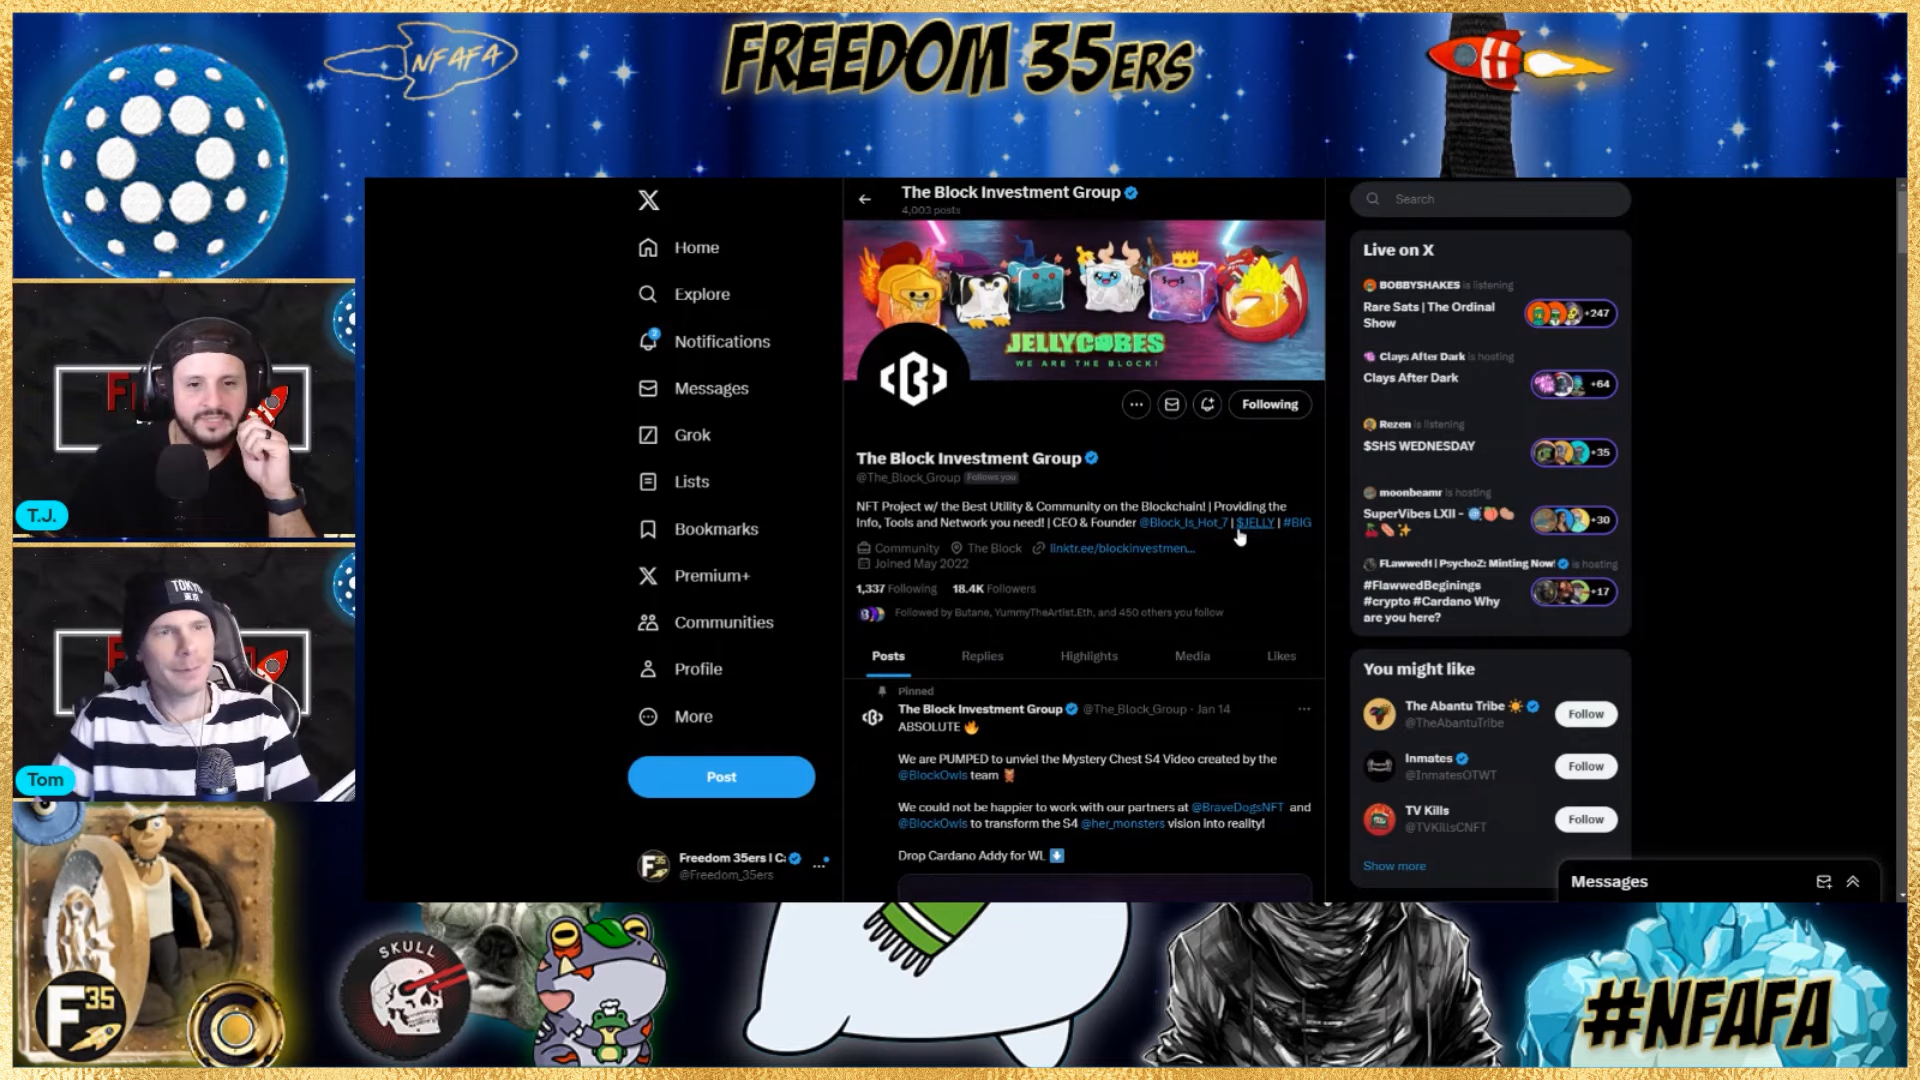 NFAFA
FREEDOM 35ERS
T.J.
TOKYO
Tom
F35
SKULL
#NFAFA
Home
Explore
2
Notifications
Messages
Grok
Lists
Bookmarks
Premium+
Communities
Profile
More
Post
Freedom 35ers | C
@Freedom_35ers
...
The Block Investment Group
4,003 posts
JELLYCUBES
WE ARE THE BLOCK!
Following
The Block Investment Group
@The_Block_Group Follows you
NFT Project w/ the Best Utility & Community on the Blockchain! | Providing the
Info, Tools and Network you need! | CEO & Founder @Block_Is_Hot_7 | $JELLY | #BIG
Community The Block linktr.ee/blockinvestmen...
Joined May 2022
1,337 Following 18.4K Followers
Followed by Butane, YummyTheArtist.Eth, and 450 others you follow
Posts Replies Highlights Media Likes
Pinned
The Block Investment Group @The_Block_Group · Jan 14
ABSOLUTE 🔥
We are PUMPED to unviel the Mystery Chest S4 Video created by the
@BlockOwls team
We could not be happier to work with our partners at @BraveDogsNFT and
@BlockOwls to transform the S4 @her_monsters vision into reality!
Drop Cardano Addy for WL ⬇️
Search
Live on X
BOBBYSHAKES is listening
Rare Sats | The Ordinal
Show
+247
Clays After Dark is hosting
Clays After Dark
+64
Rezen is listening
$SHS WEDNESDAY
+35
moonbeamr is hosting
SuperVibes LXII -
+30
FLawwed1 | PsychoZ: Minting Now! is hosting
#FlawwedBeginings
#crypto #Cardano Why
are you here?
+17
You might like
The Abantu Tribe
@TheAbantuTribe
Follow
Inmates
@InmatesOTWT
Follow
TV Kills
@TVKillsCNFT
Follow
Show more
Messages